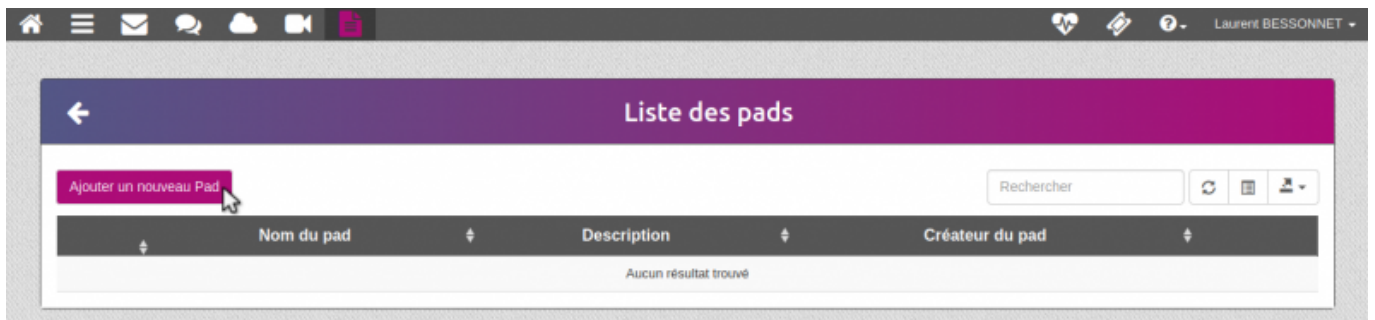 Laurent BESSONNET
Liste des pads
Ajouter un nouveau Pad
Rechercher
Nom du pad Description Créateur du pad
Aucun résultat trouvé